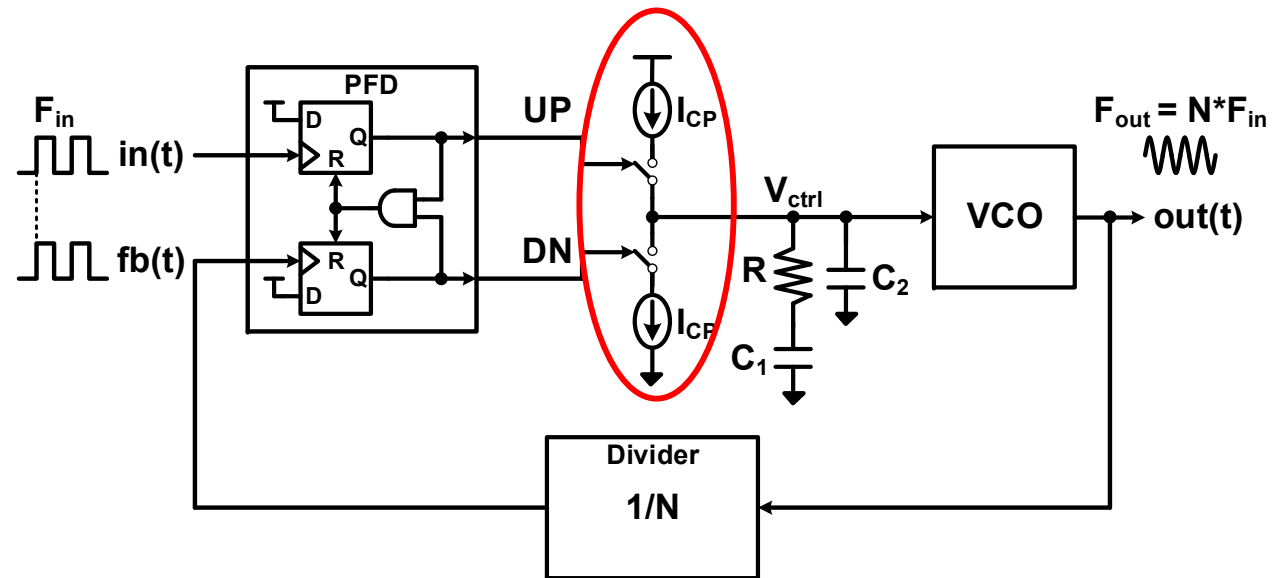 PFD
F_in
in(t)
D
Q
R
UP
I_CP
F_out = N*F_in
V_ctrl
VCO
out(t)
fb(t)
R
Q
D
DN
I_CP
R
C_2
C_1
Divider
1/N